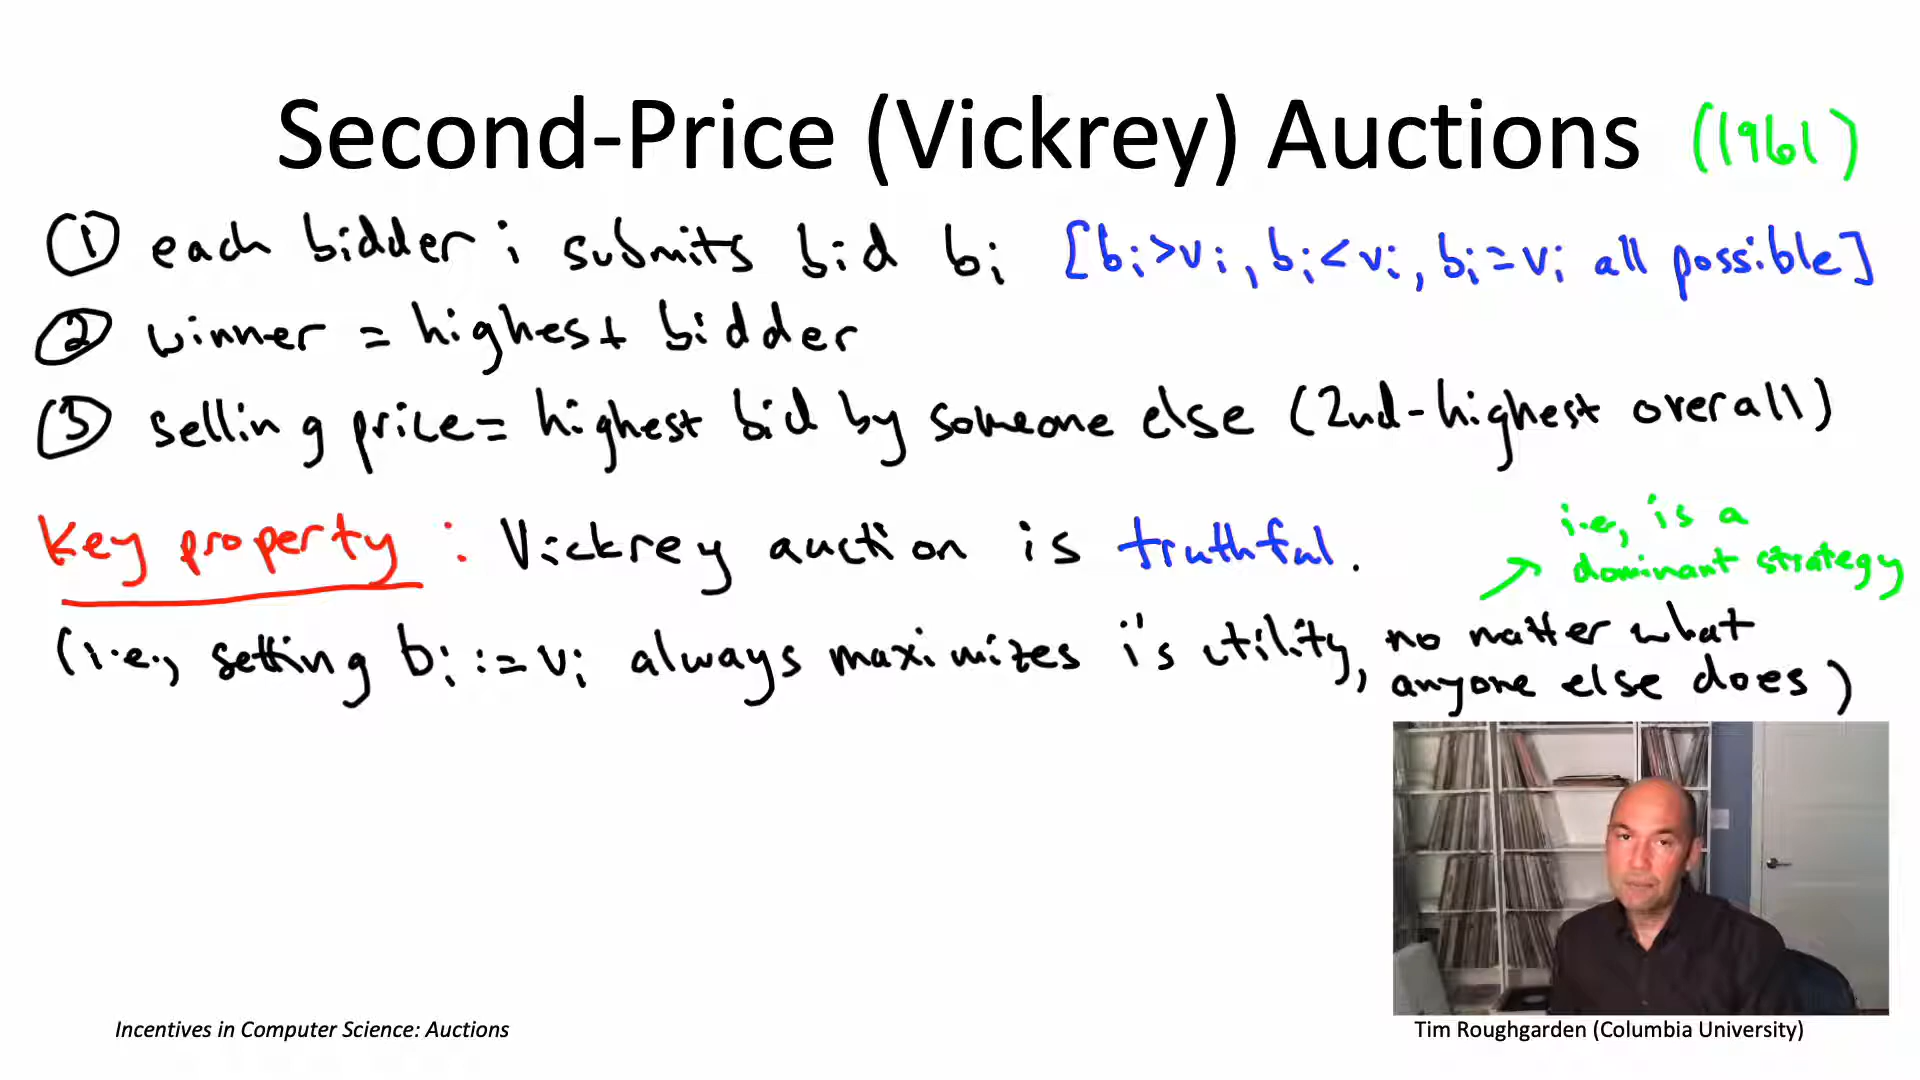 Second-Price (Vickrey) Auctions (1961)
① each bidder i submits bid bᵢ [bᵢ>vᵢ, bᵢ<vᵢ, bᵢ=vᵢ all possible]
② winner = highest bidder
③ selling price= highest bid by someone else (2nd-highest overall)
Key property : Vickrey auction is truthful.
i.e., is a
dominant strategy
(i.e., setting bᵢ := vᵢ always maximizes i's utility, no matter what
anyone else does)
Incentives in Computer Science: Auctions
Tim Roughgarden (Columbia University)